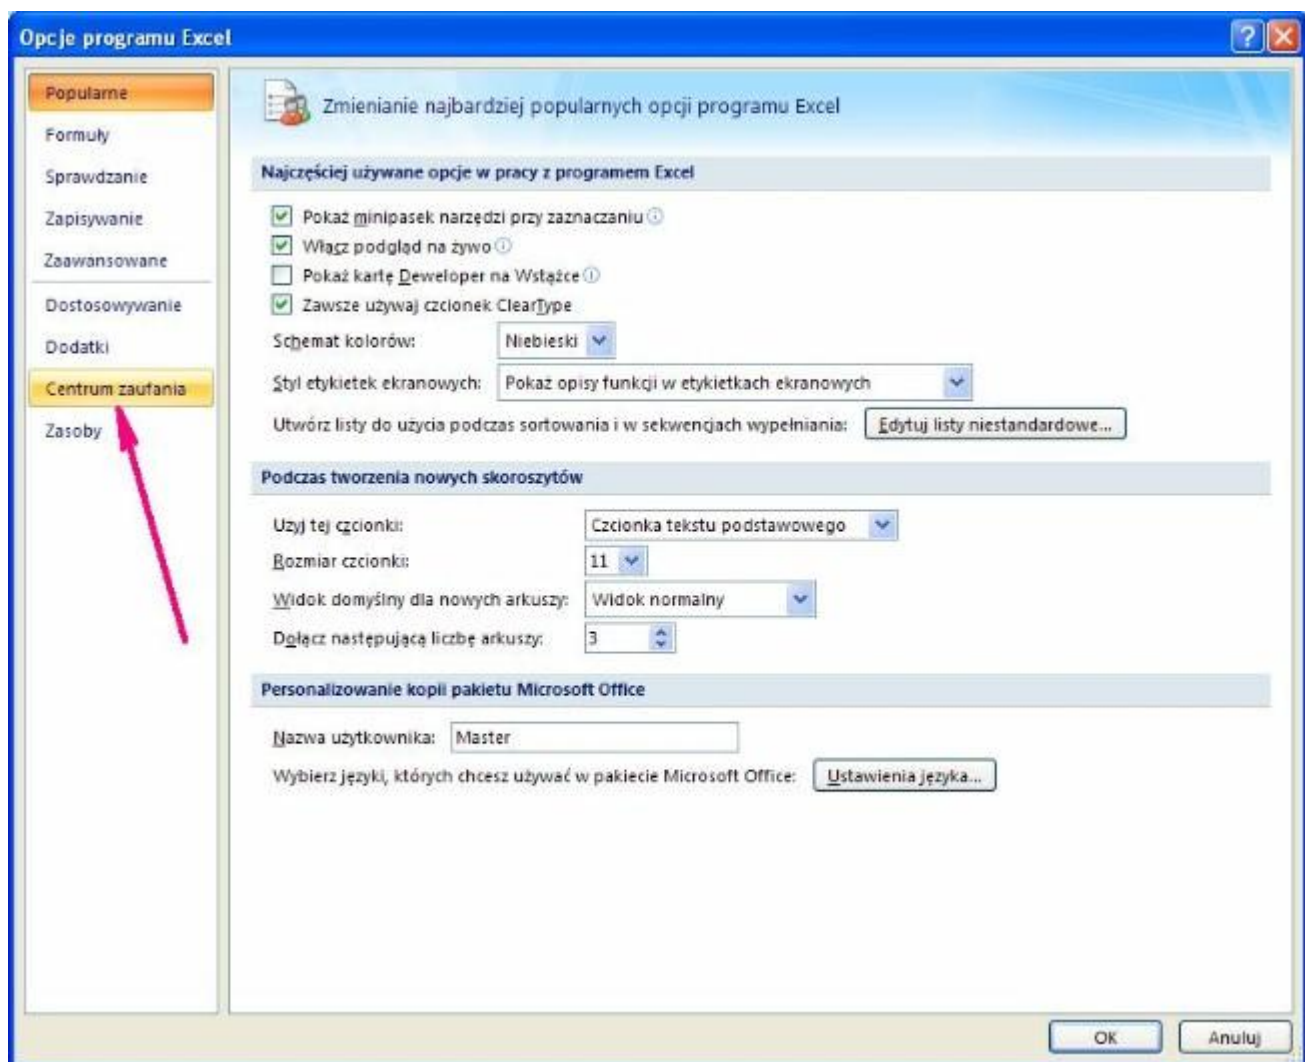 Opcje programu Excel
Popularne
Formuły
Sprawdzanie
Zapisywanie
Zaawansowane
Dostosowywanie
Dodatki
Centrum zaufania
Zasoby
Zmienianie najbardziej popularnych opcji programu Excel
Najczęściej używane opcje w pracy z programem Excel
Pokaż minipasek narzędzi przy zaznaczaniu
Włącz podgląd na żywo
Pokaż kartę Deweloper na Wstążce
Zawsze używaj czcionek ClearType
Schemat kolorów: Niebieski
Styl etykietek ekranowych: Pokaż opisy funkcji w etykietkach ekranowych
Utwórz listy do użycia podczas sortowania i w sekwencjach wypełniania: Edytuj listy niestandardowe...
Podczas tworzenia nowych skoroszytów
Użyj tej czcionki: Czcionka tekstu podstawowego
Rozmiar czcionki: 11
Widok domyślny dla nowych arkuszy: Widok normalny
Dołącz następującą liczbę arkuszy: 3
Personalizowanie kopii pakietu Microsoft Office
Nazwa użytkownika: Master
Wybierz języki, których chcesz używać w pakiecie Microsoft Office: Ustawienia języka...
OK Anuluj